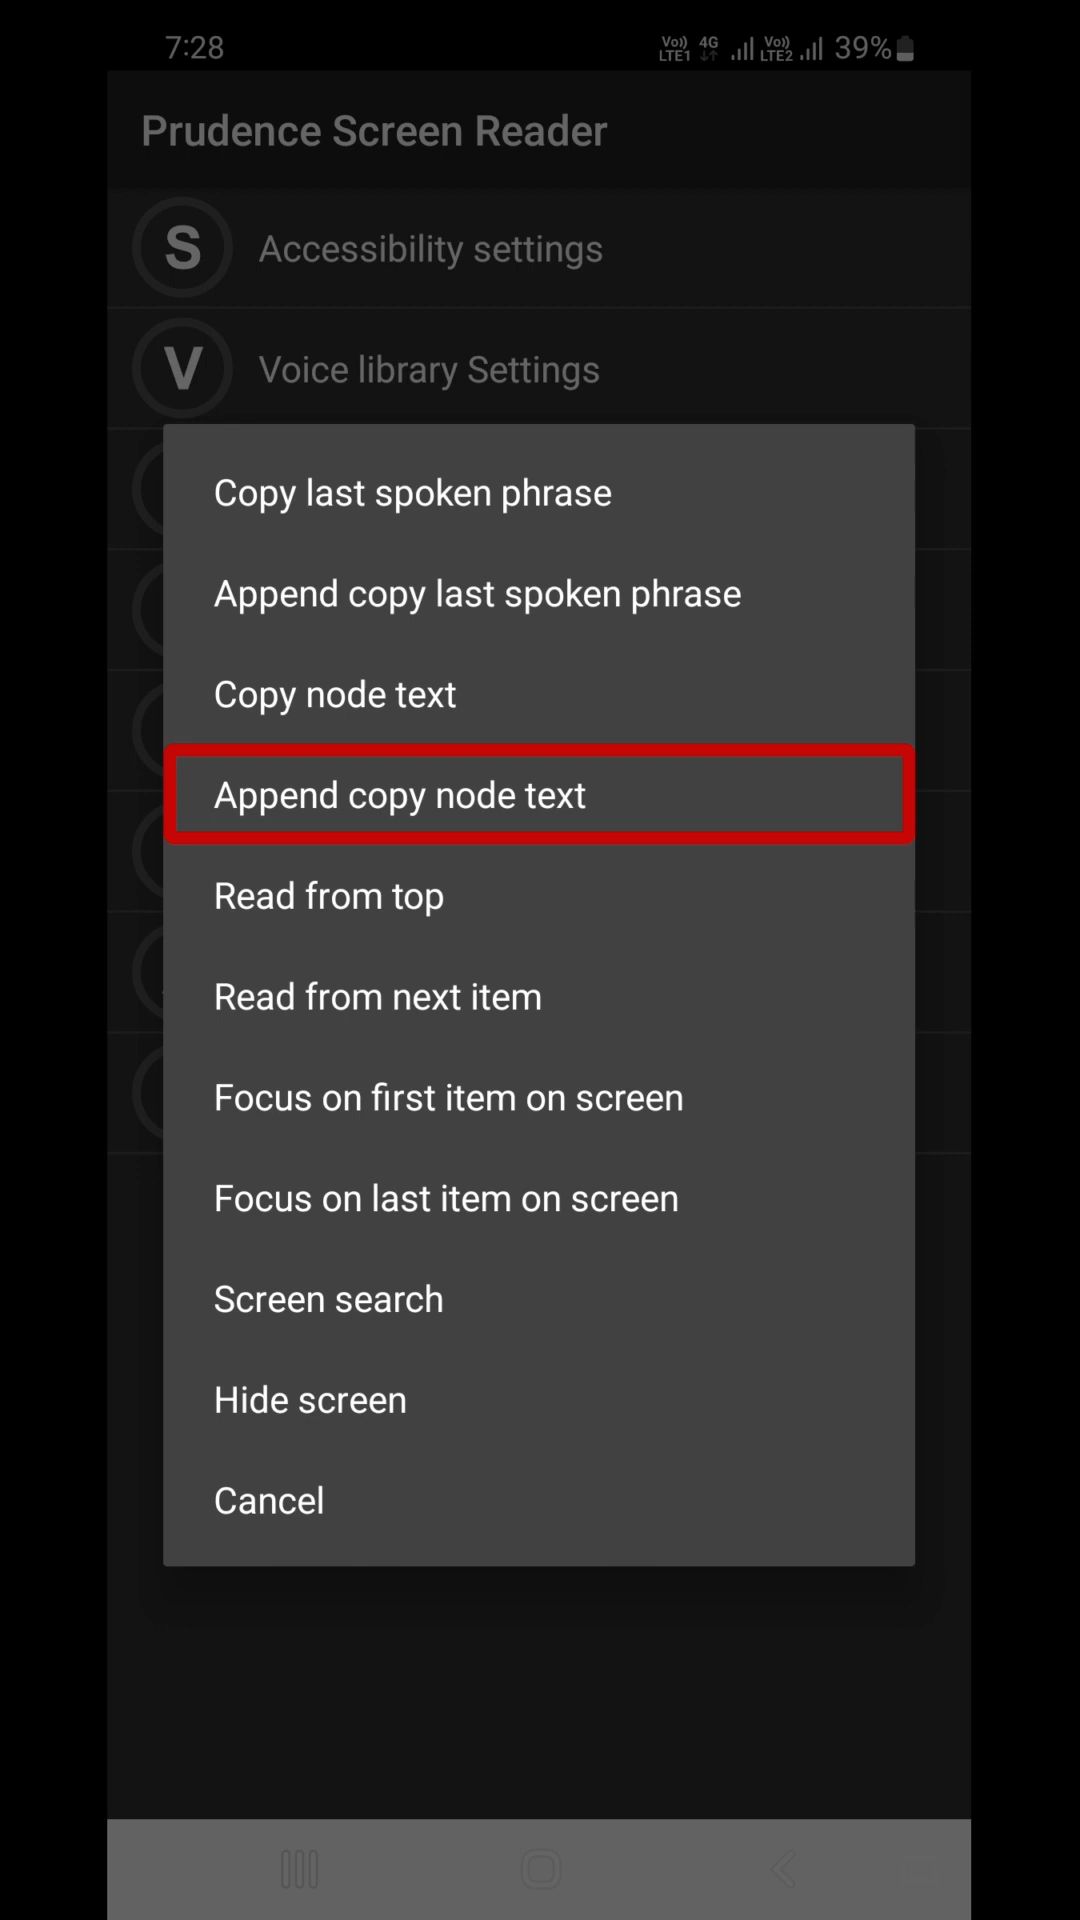 7:28 Vo)) LTE1 4G Vo)) LTE2 39%
Prudence Screen Reader
S Accessibility settings
V Voice library Settings
Copy last spoken phrase
Append copy last spoken phrase
Copy node text
Append copy node text
Read from top
Read from next item
Focus on first item on screen
Focus on last item on screen
Screen search
Hide screen
Cancel